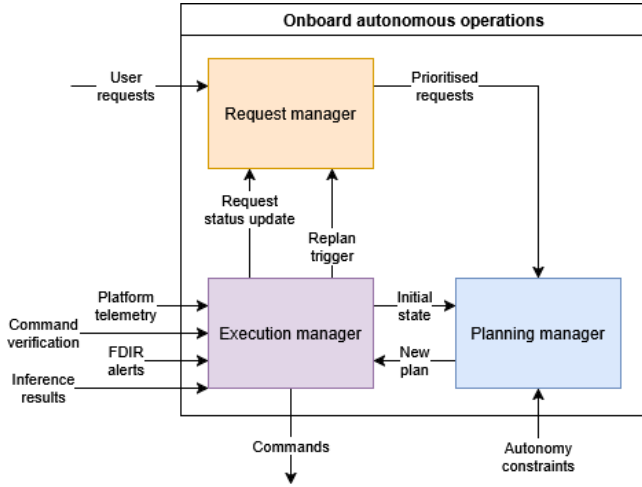 Onboard autonomous operations
User
requests
Request manager
Prioritised
requests
Request
status update
Replan
trigger
Platform
telemetry
Command
verification
FDIR
alerts
Inference
results
Execution manager
Initial
state
New
plan
Planning manager
Commands
Autonomy
constraints